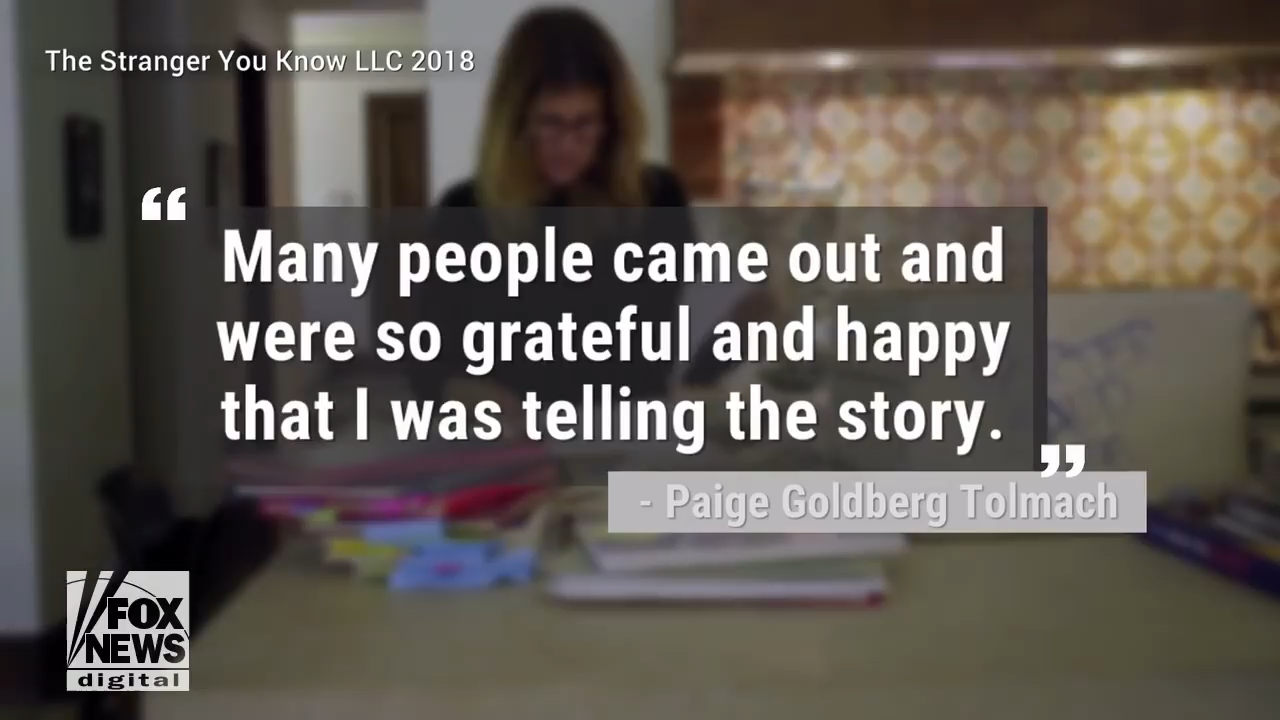 The Stranger You Know LLC 2018
“
Many people came out and
were so grateful and happy
that I was telling the story.
”
- Paige Goldberg Tolmach
FOX
NEWS
digital